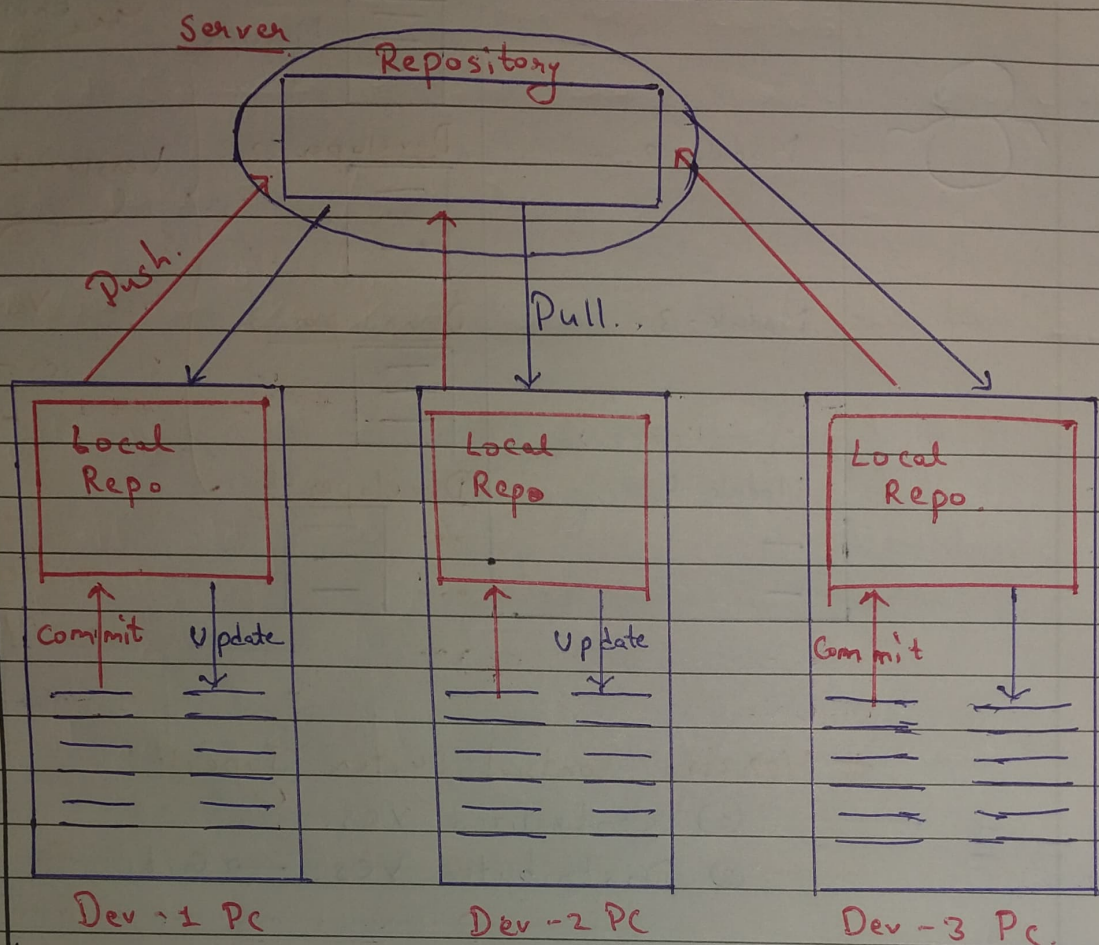 Server
Repository
Push.
Pull..
Local
Repo
Local
Repo
Local
Repo.
Commit
Update
Update
Commit
Dev-1 PC
Dev-2 PC
Dev-3 PC.